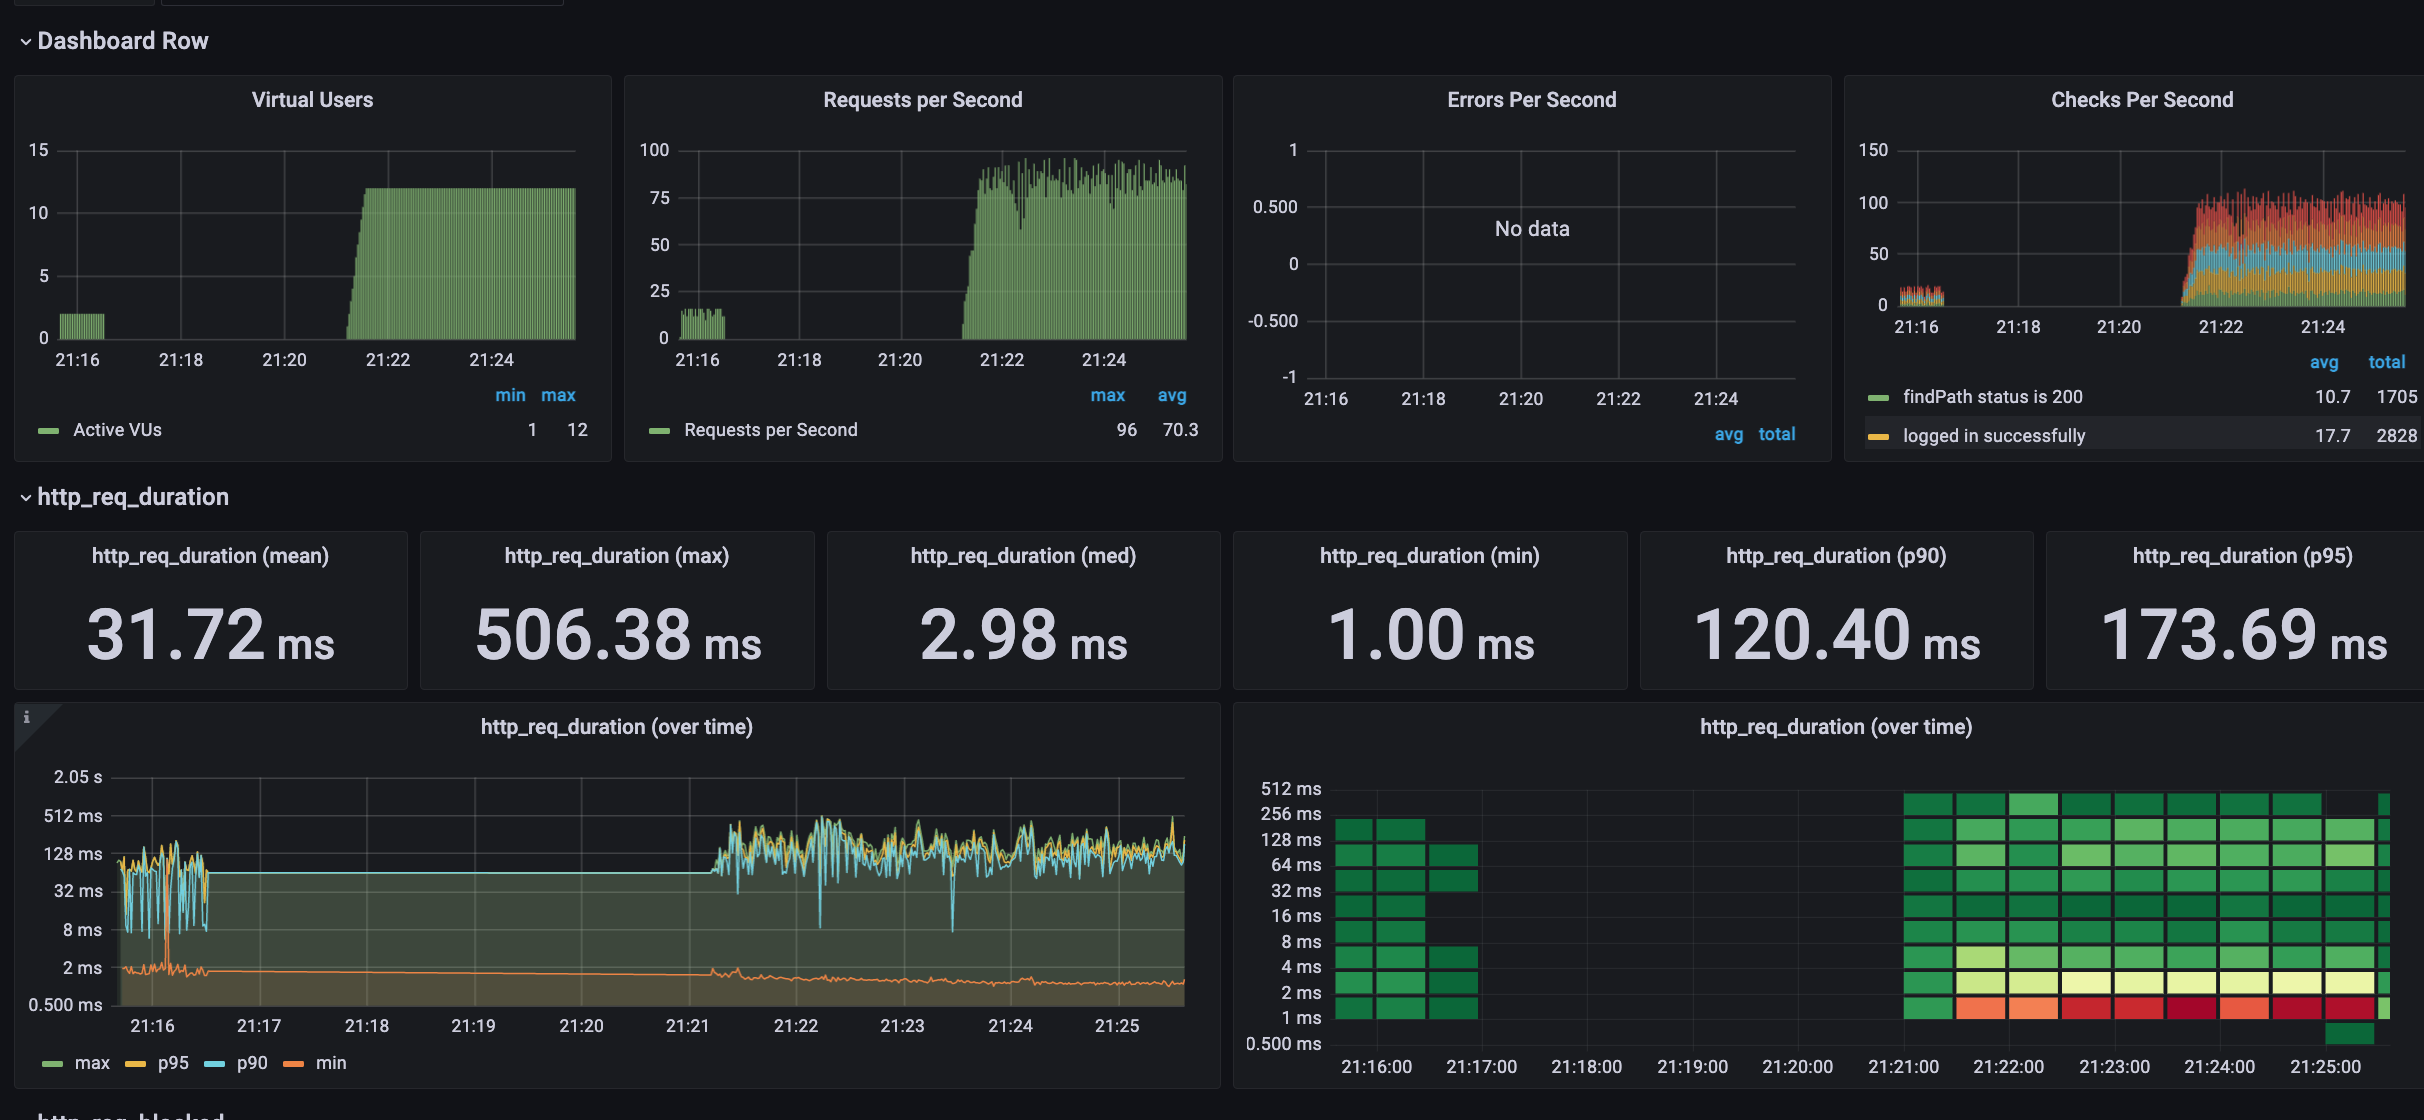 Dashboard Row
Virtual Users
15
10
5
0
21:16 21:18 21:20 21:22 21:24
min max
Active VUs 1 12
Requests per Second
100
75
50
25
0
21:16 21:18 21:20 21:22 21:24
max avg
Requests per Second 96 70.3
Errors Per Second
1
0.500
0
-0.500
-1
No data
21:16 21:18 21:20 21:22 21:24
avg total
Checks Per Second
150
100
50
0
21:16 21:18 21:20 21:22 21:24
avg total
findPath status is 200 10.7 1705
logged in successfully 17.7 2828
http_req_duration
http_req_duration (mean)
31.72 ms
http_req_duration (max)
506.38 ms
http_req_duration (med)
2.98 ms
http_req_duration (min)
1.00 ms
http_req_duration (p90)
120.40 ms
http_req_duration (p95)
173.69 ms
i
http_req_duration (over time)
2.05 s
512 ms
128 ms
32 ms
8 ms
2 ms
0.500 ms
21:16 21:17 21:18 21:19 21:20 21:21 21:22 21:23 21:24 21:25
max p95 p90 min
http_req_duration (over time)
512 ms
256 ms
128 ms
64 ms
32 ms
16 ms
8 ms
4 ms
2 ms
1 ms
0.500 ms
21:16:00 21:17:00 21:18:00 21:19:00 21:20:00 21:21:00 21:22:00 21:23:00 21:24:00 21:25:00
http_req_blocked